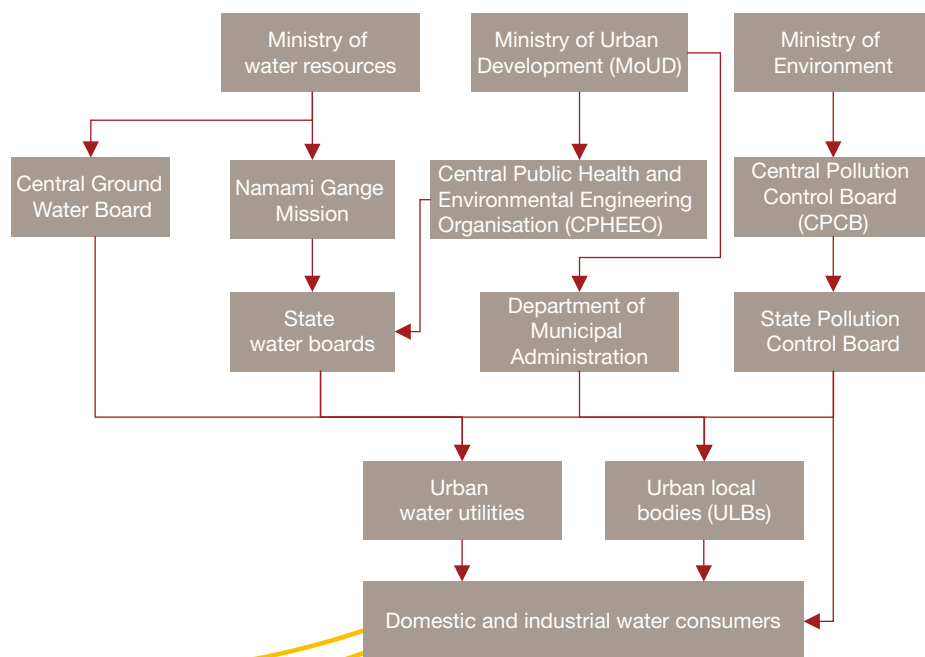 Ministry of
water resources
Ministry of Urban
Development (MoUD)
Ministry of
Environment
Central Ground
Water Board
Namami Gange
Mission
Central Public Health and
Environmental Engineering
Organisation (CPHEEO)
Central Pollution
Control Board
(CPCB)
State
water boards
Department of
Municipal
Administration
State Pollution
Control Board
Urban
water utilities
Urban local
bodies (ULBs)
Domestic and industrial water consumers